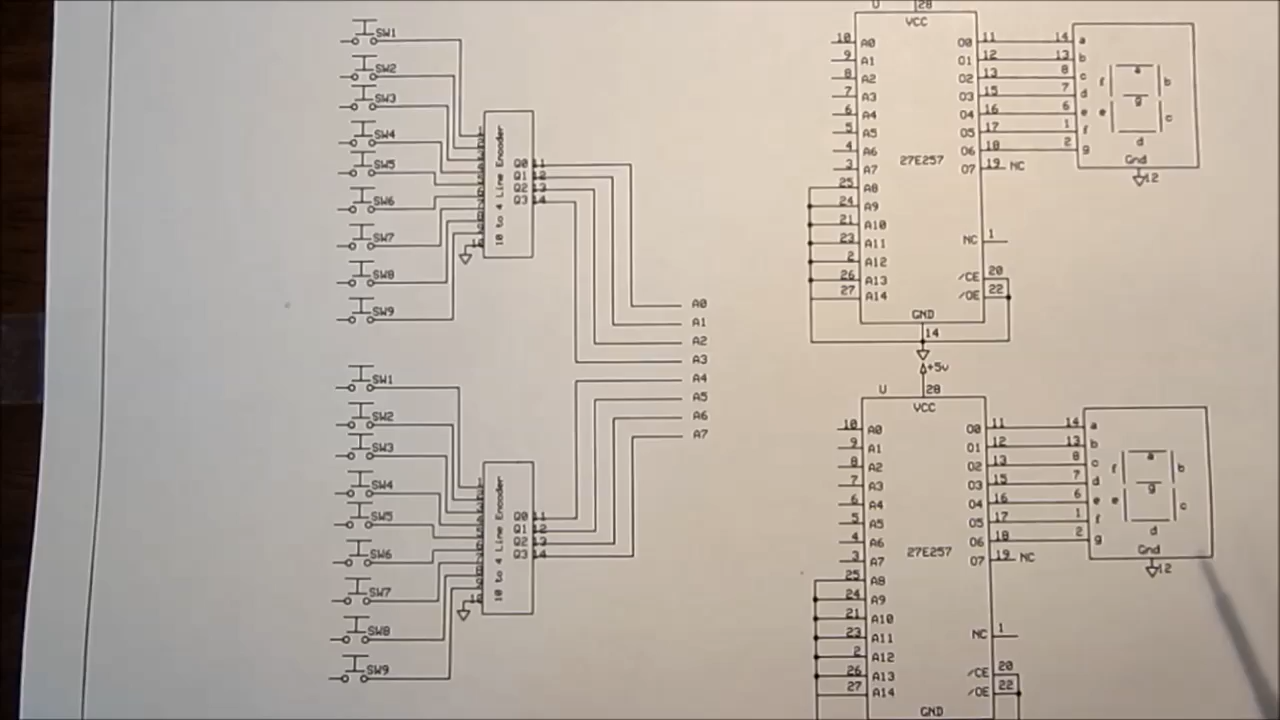 SW1
SW2
SW3
SW4
SW5
SW6
SW7
SW8
SW9
10 to 4 Line Encoder
Q0 11
Q1 12
Q2 13
Q3 14
A0
A1
A2
A3
A4
A5
A6
A7
SW1
SW2
SW3
SW4
SW5
SW6
SW7
SW8
SW9
10 to 4 Line Encoder
Q0 11
Q1 12
Q2 13
Q3 14
U 28
VCC
10 A0 O0 11 14 a
9 A1 O1 12 13 b
8 A2 O2 13 8 c
7 A3 O3 15 7 d
6 A4 O4 16 6 e
5 A5 O5 17 1 f
4 A6 O6 18 2 g
3 A7 O7 19 NC
27E257
a
f b
g
e c
d
Gnd
12
25 A8
24 A9
21 A10
23 A11 NC 1
2 A12
26 A13 /CE 20
27 A14 /OE 22
GND
14
+5v
U 28
VCC
10 A0 O0 11 14 a
9 A1 O1 12 13 b
8 A2 O2 13 8 c
7 A3 O3 15 7 d
6 A4 O4 16 6 e
5 A5 O5 17 1 f
4 A6 O6 18 2 g
3 A7 O7 19 NC
27E257
a
f b
g
e c
d
Gnd
12
25 A8
24 A9
21 A10
23 A11 NC 1
2 A12
26 A13 /CE 20
27 A14 /OE 22
GND